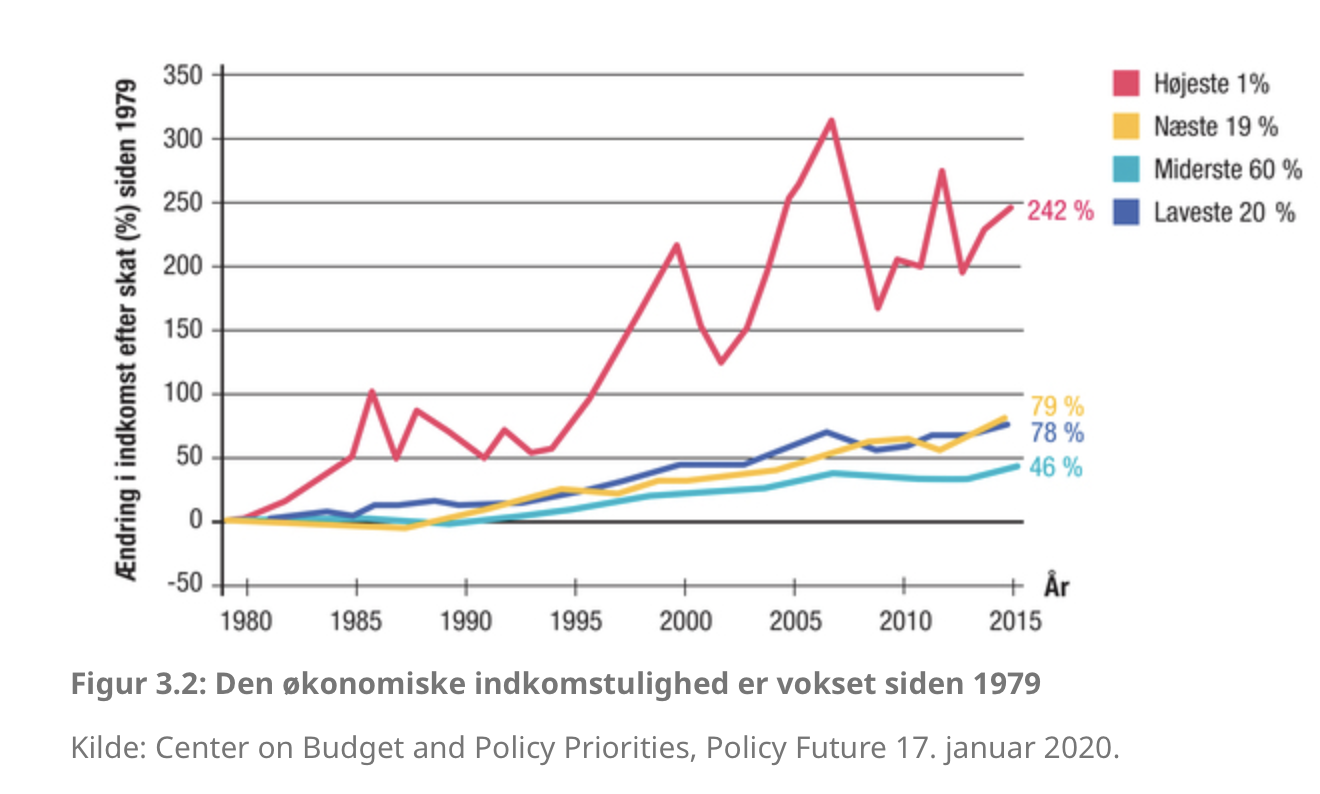 Ændring i indkomst efter skat (%) siden 1979
350
300
250
200
150
100
50
0
-50
1980 1985 1990 1995 2000 2005 2010 2015
År
242 %
79 %
78 %
46 %
Højeste 1%
Næste 19 %
Miderste 60 %
Laveste 20 %
Figur 3.2: Den økonomiske indkomstulighed er vokset siden 1979
Kilde: Center on Budget and Policy Priorities, Policy Future 17. januar 2020.